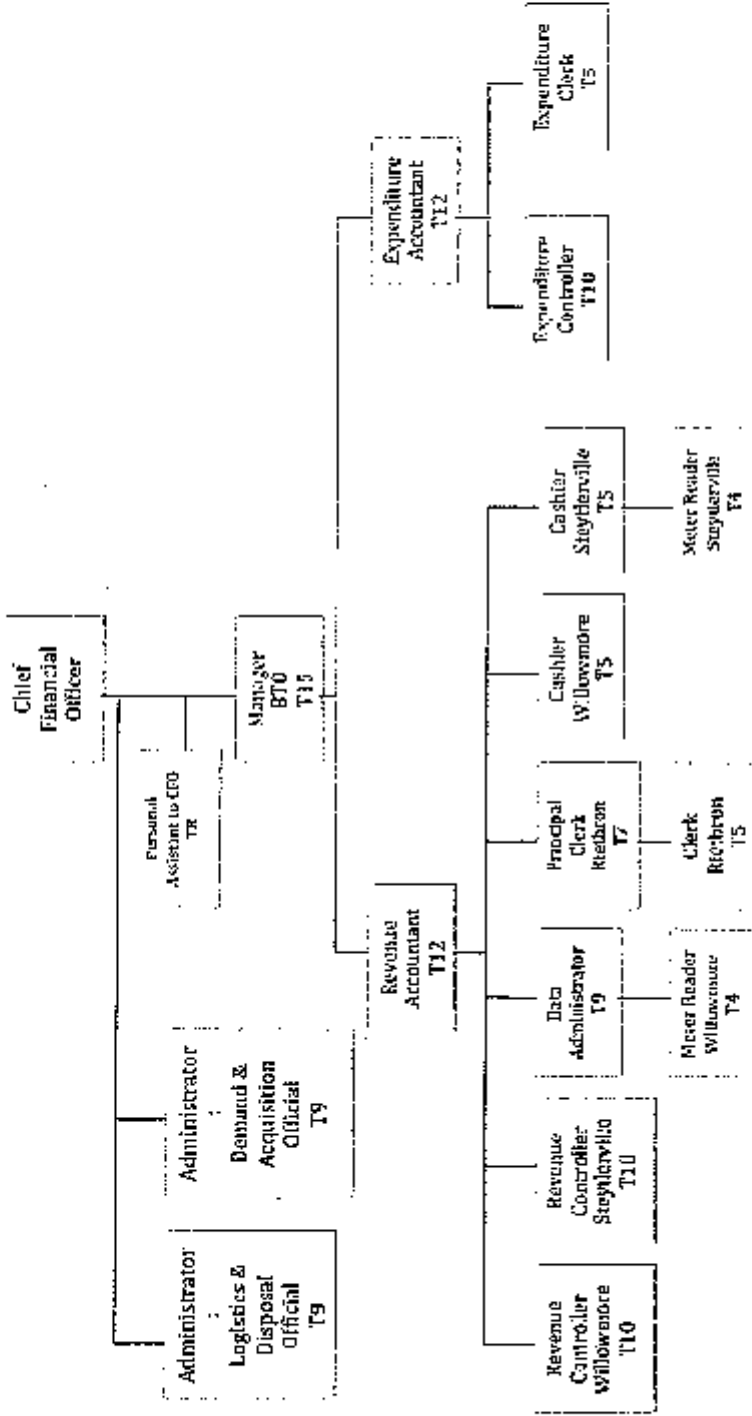 Chief
Financial
Officer
Administrator
:
Logistics &
Disposal
Official
T9
Administrator
:
Demand &
Acquisition
Official
T9
Personal
Assistant to CFO
Manager
BTO
Revenue
Accountant
T12
Expenditure
Accountant
T12
Revenue
Controller
Willowmore
T10
Revenue
Controller
Steytlerville
T10
Data
Administrator
T9
Principal
Clerk
Rietbron
T7
Cashier
Willowmore
T5
Cashier
Steytlerville
T5
Expenditure
Controller
T10
Expenditure
Clerk
T5
Meter Reader
Willowmore
T4
Clerk
Rietbron
T5
Meter Reader
Steytlerville
T4